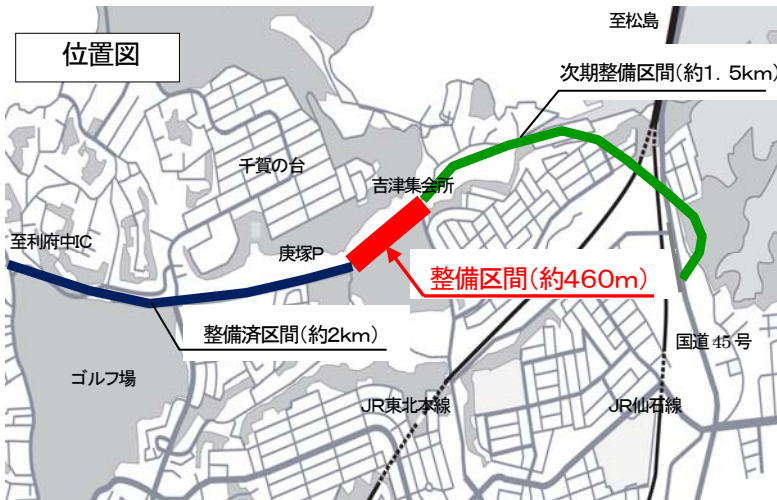 至松島
位置図
次期整備区間(約1.5km)
千賀の台
吉津集会所
至利府中IC
庚塚P
整備区間(約460m)
整備済区間(約2km)
国道45号
ゴルフ場
JR東北本線
JR仙石線